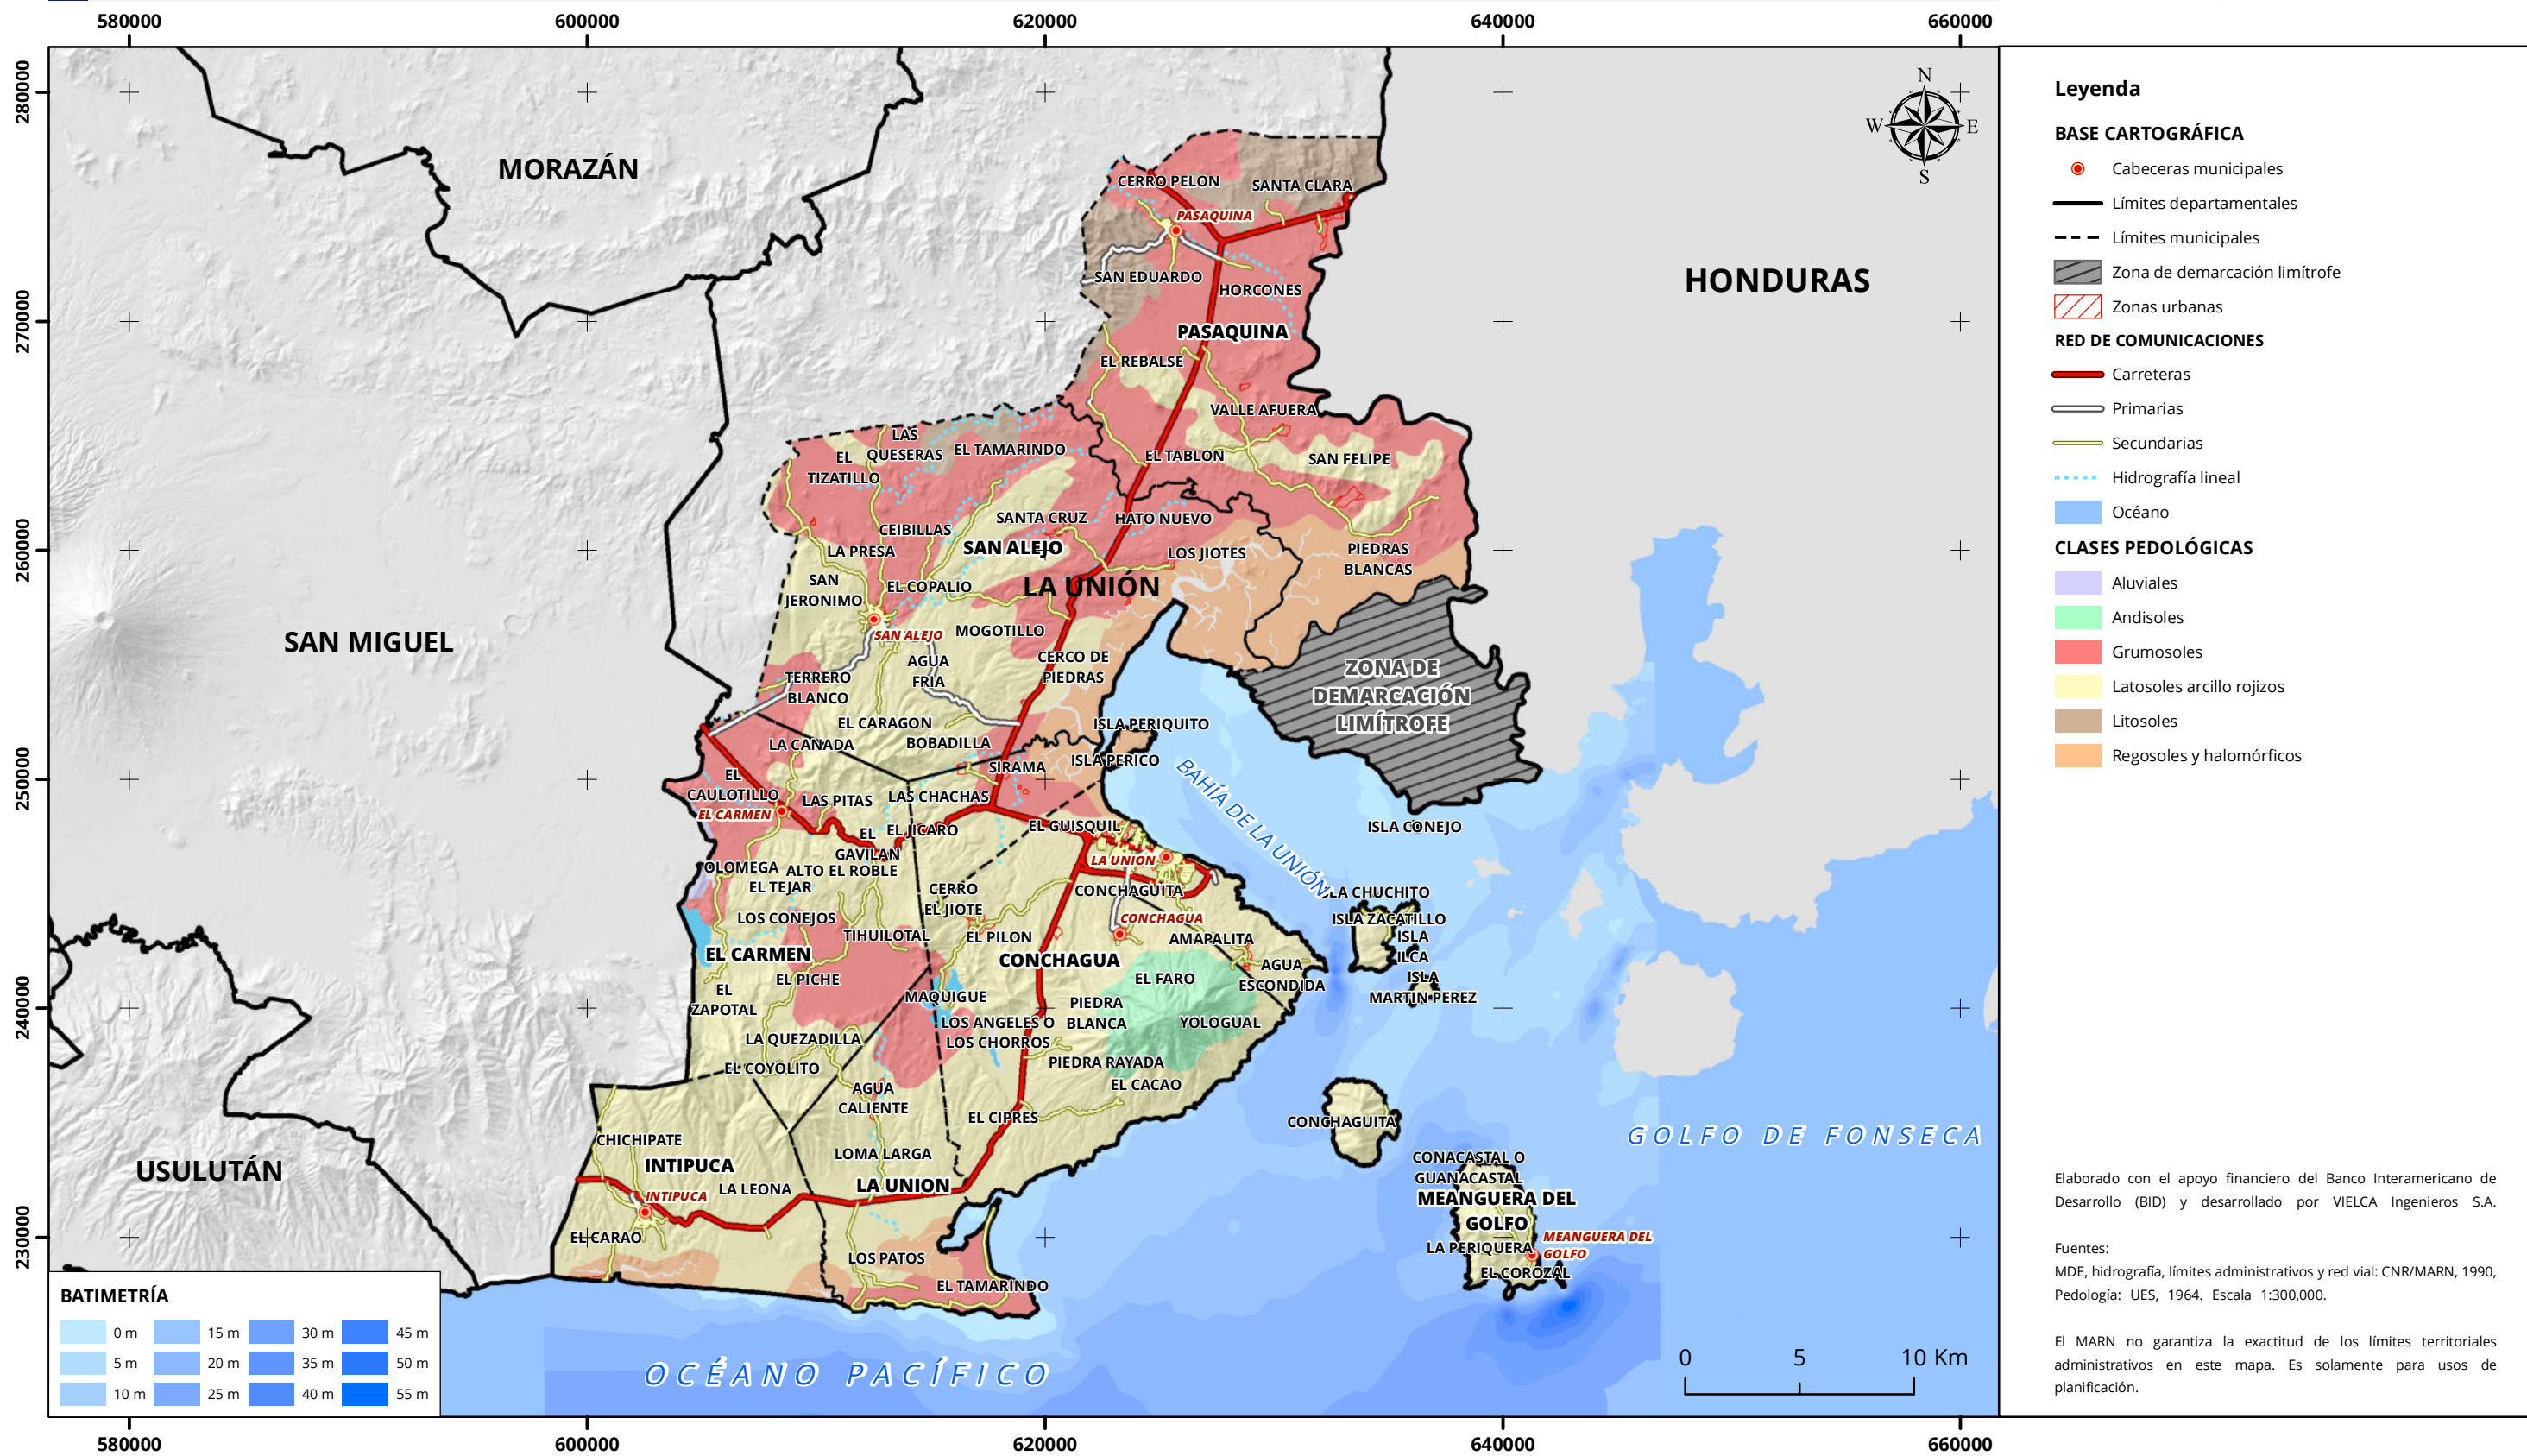 580000
600000
620000
640000
660000
280000
270000
260000
250000
240000
230000
MORAZÁN
HONDURAS
SAN MIGUEL
USULUTÁN
LA UNIÓN
N
W
E
S
CERRO PELON
SANTA CLARA
PASAQUINA
SAN EDUARDO
HORCONES
PASAQUINA
EL REBALSE
VALLE AFUERA
LAS
QUESERAS
EL TAMARINDO
EL
TIZATILLO
EL TABLON
SAN FELIPE
SANTA CRUZ
HATO NUEVO
CEIBILLAS
LA PRESA
SAN ALEJO
LOS JIOTES
PIEDRAS
BLANCAS
SAN
JERONIMO
EL COPALIO
SAN ALEJO
MOGOTILLO
AGUA
FRIA
CERCO DE
PIEDRAS
ZONA DE
DEMARCACIÓN
LIMÍTROFE
TERRERO
BLANCO
EL CARAGON
ISLA PERIQUITO
LA CAÑADA
BOBADILLA
ISLA PERICO
SIRAMA
BAHÍA DE LA UNIÓN
EL
CAULOTILLO
LAS PITAS
LAS CHACHAS
EL CARMEN
EL
GAVILAN
EL JICARO
EL GUISQUIL
ISLA CONEJO
LA UNION
OLOMEGA
ALTO EL ROBLE
EL TEJAR
CERRO
EL JIOTE
CONCHAGUITA
ISLA CHUCHITO
LOS CONEJOS
CONCHAGUA
ISLA ZACATILLO
TIHUILOTAL
EL PILON
AMAPALITA
ISLA
ILCA
EL CARMEN
CONCHAGUA
EL PICHE
EL FARO
AGUA
ESCONDIDA
ISLA
MARTIN PEREZ
EL
ZAPOTAL
MAQUIGUE
PIEDRA
BLANCA
LOS ANGELES O
LOS CHORROS
YOLOGUAL
LA QUEZADILLA
EL COYOLITO
PIEDRA RAYADA
AGUA
CALIENTE
EL CACAO
EL CIPRES
CONCHAGUITA
CHICHIPATE
LOMA LARGA
GOLFO DE FONSECA
INTIPUCA
CONACASTAL O
GUANACASTAL
INTIPUCA
LA LEONA
LA UNION
MEANGUERA DEL
GOLFO
EL CARAO
MEANGUERA DEL
GOLFO
LA PERIQUERA
LOS PATOS
EL COROZAL
EL TAMARINDO
OCÉANO PACÍFICO
BATIMETRÍA
0 m
15 m
30 m
45 m
5 m
20 m
35 m
50 m
10 m
25 m
40 m
55 m
0
5
10 Km
580000
600000
620000
640000
660000
Leyenda
BASE CARTOGRÁFICA
Cabeceras municipales
Límites departamentales
Límites municipales
Zona de demarcación limítrofe
Zonas urbanas
RED DE COMUNICACIONES
Carreteras
Primarias
Secundarias
Hidrografía lineal
Océano
CLASES PEDOLÓGICAS
Aluviales
Andisoles
Grumosoles
Latosoles arcillo rojizos
Litosoles
Regosoles y halomórficos
Elaborado con el apoyo financiero del Banco Interamericano de
Desarrollo (BID) y desarrollado por VIELCA Ingenieros S.A.
Fuentes:
MDE, hidrografía, límites administrativos y red vial: CNR/MARN, 1990,
Pedología: UES, 1964. Escala 1:300,000.
El MARN no garantiza la exactitud de los límites territoriales
administrativos en este mapa. Es solamente para usos de
planificación.